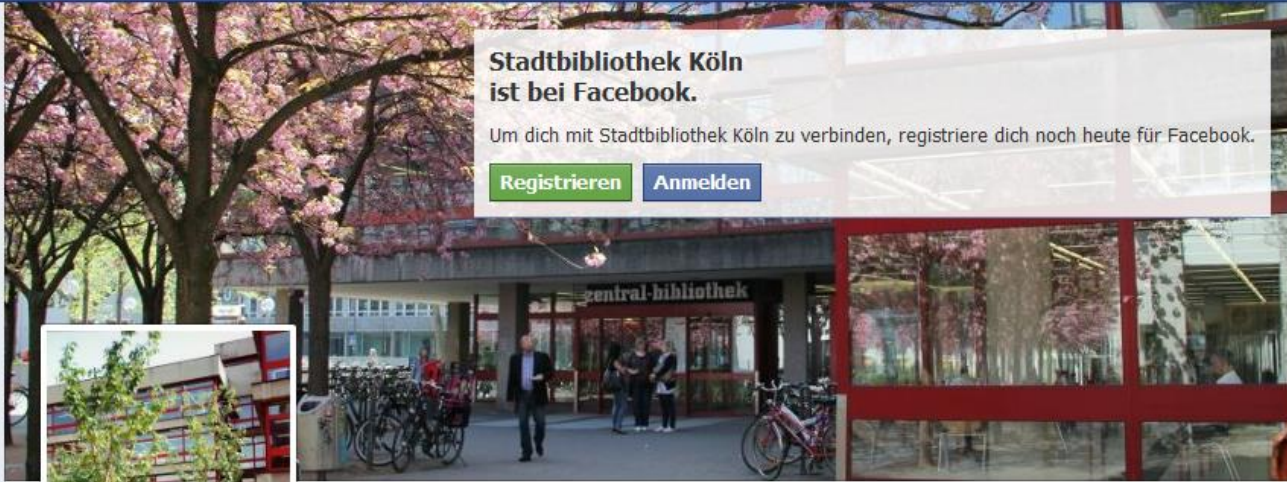 Stadtbibliothek Köln
ist bei Facebook.
Um dich mit Stadtbibliothek Köln zu verbinden, registriere dich noch heute für Facebook.
Registrieren Anmelden
zentral-bibliothek